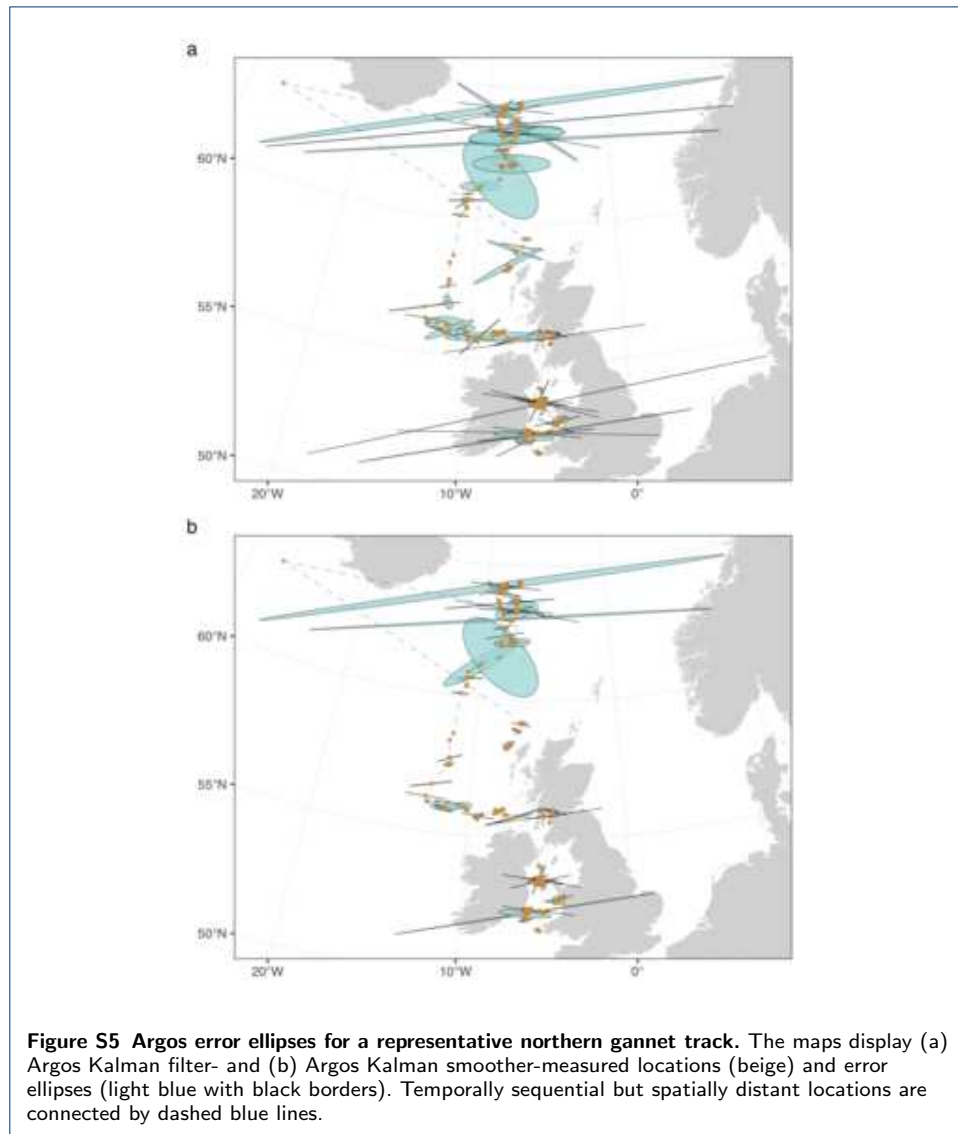 a
60°N
55°N
50°N
20°W
10°W
0°
b
60°N
55°N
50°N
20°W
10°W
0°
Figure S5 Argos error ellipses for a representative northern gannet track. The maps display (a)
Argos Kalman filter- and (b) Argos Kalman smoother-measured locations (beige) and error
ellipses (light blue with black borders). Temporally sequential but spatially distant locations are
connected by dashed blue lines.